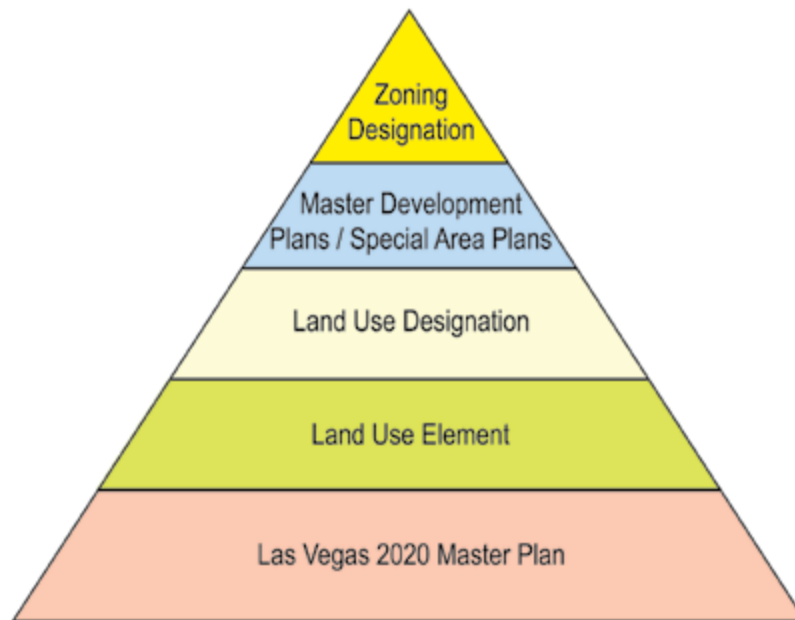 Zoning
Designation
Master Development
Plans / Special Area Plans
Land Use Designation
Land Use Element
Las Vegas 2020 Master Plan